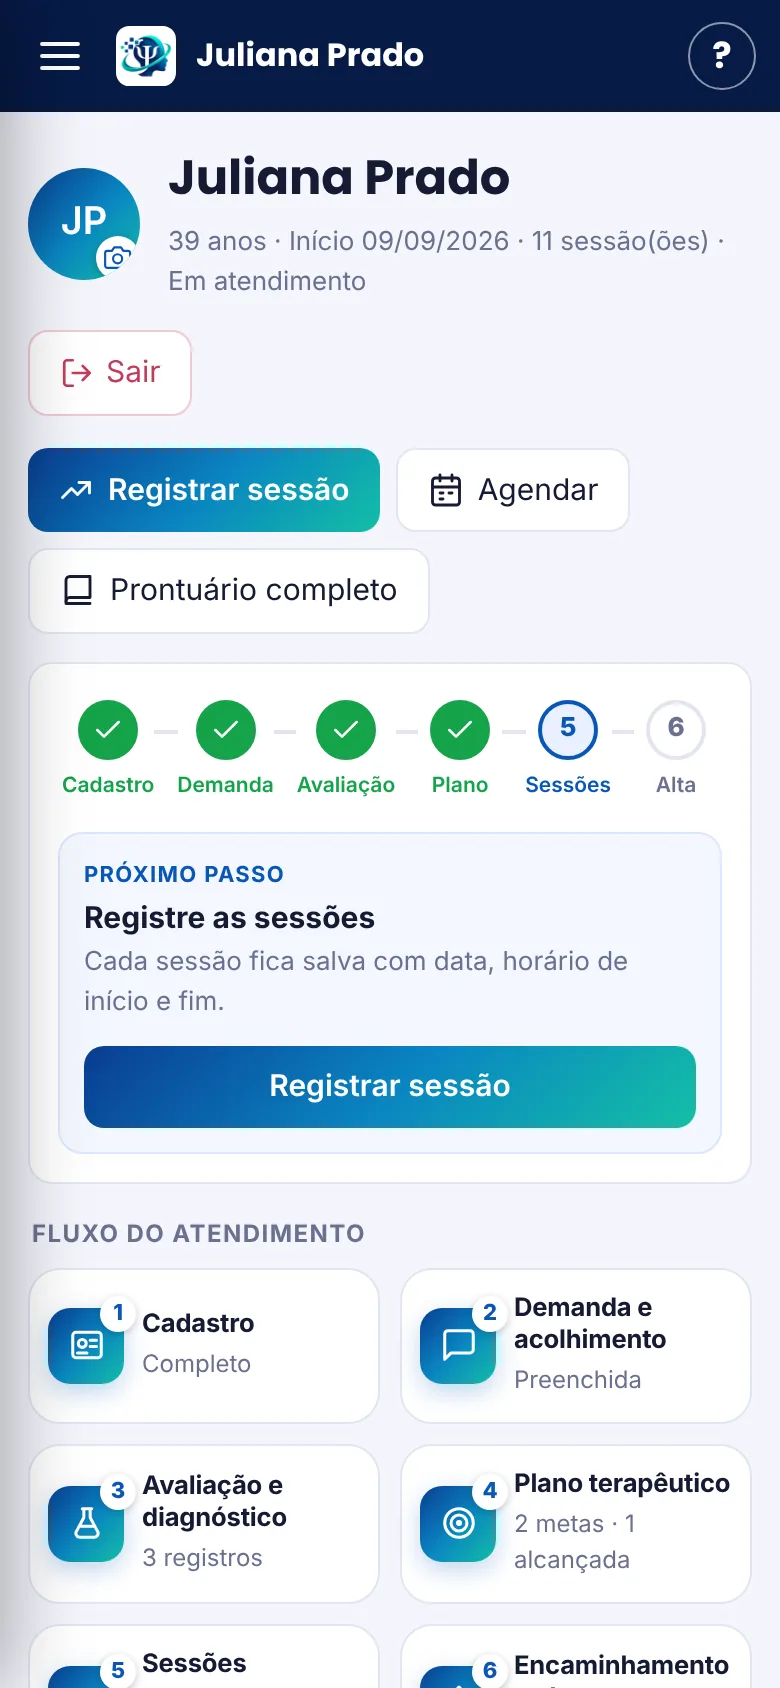 Juliana Prado
?
JP
Juliana Prado
39 anos · Início 09/09/2026 · 11 sessão(ões) ·
Em atendimento
Sair
Registrar sessão
Agendar
Prontuário completo
5
6
Cadastro
Demanda
Avaliação
Plano
Sessões
Alta
PRÓXIMO PASSO
Registre as sessões
Cada sessão fica salva com data, horário de
início e fim.
Registrar sessão
FLUXO DO ATENDIMENTO
1
Cadastro
Completo
2
Demanda e
acolhimento
Preenchida
3
Avaliação e
diagnóstico
3 registros
4
Plano terapêutico
2 metas · 1
alcançada
5
Sessões
6
Encaminhamento